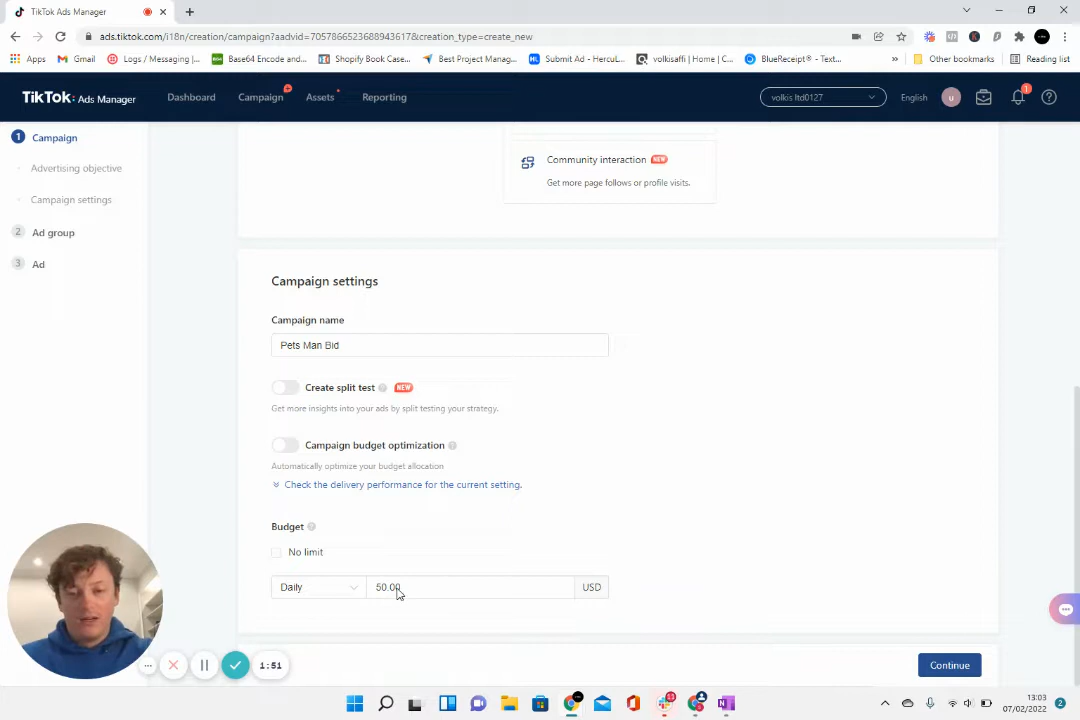 TikTok Ads Manager
ads.tiktok.com/i18n/creation/campaign?aadvid=7057866523688943617&creation_type=create_new
Apps
Gmail
Logs / Messaging |...
Base64 Encode and...
Shopify Book Case...
Best Project Manag...
Submit Ad - HercuL...
volkisaffi | Home | C...
BlueReceipt® - Text...
»
Other bookmarks
Reading list
TikTok: Ads Manager
Dashboard
Campaign
Assets
Reporting
volkis ltd0127
English
u
1
1 Campaign
Advertising objective
Campaign settings
2 Ad group
3 Ad
Community interaction NEW
Get more page follows or profile visits.
Campaign settings
Campaign name
Pets Man Bid
Create split test ? NEW
Get more insights into your ads by split testing your strategy.
Campaign budget optimization ?
Automatically optimize your budget allocation
Check the delivery performance for the current setting.
Budget ?
No limit
Daily
50.00
USD
Continue
1:51
13:03
07/02/2022
2